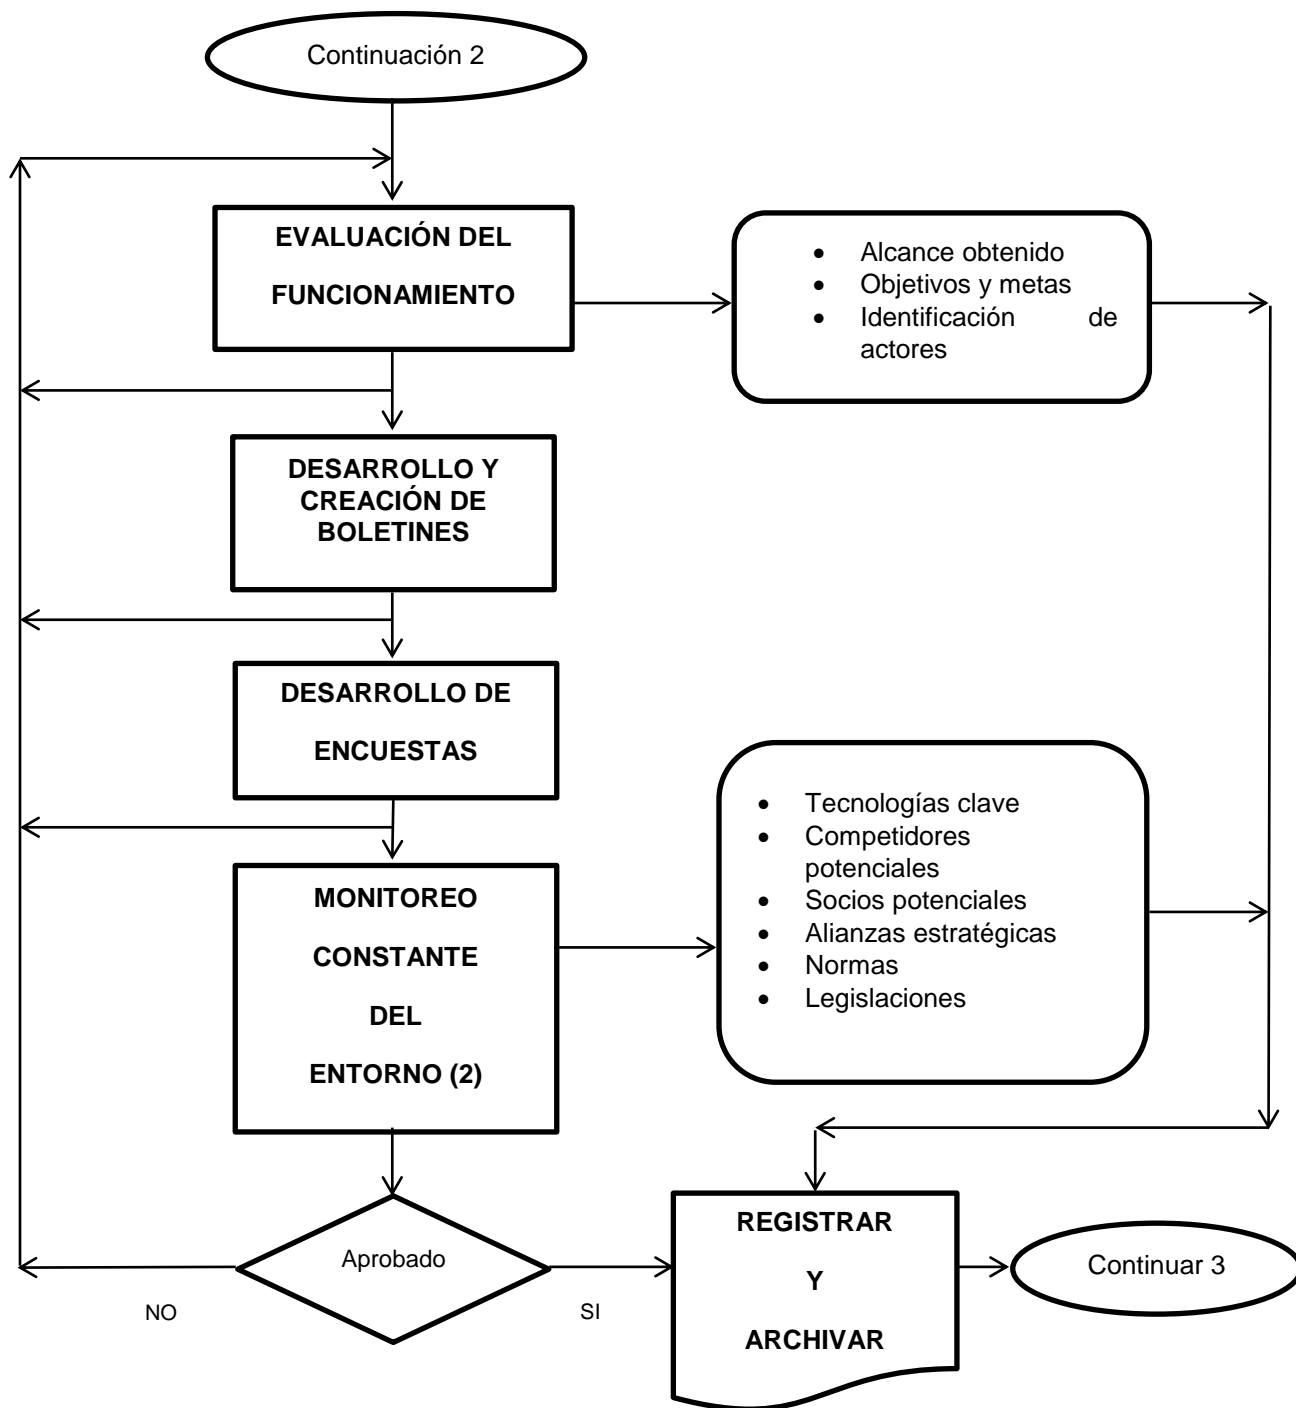 Continuación 2
EVALUACIÓN DEL
FUNCIONAMIENTO
• Alcance obtenido
• Objetivos y metas
• Identificación de
actores
DESARROLLO Y
CREACIÓN DE
BOLETINES
DESARROLLO DE
ENCUESTAS
MONITOREO
CONSTANTE
DEL
ENTORNO (2)
• Tecnologías clave
• Competidores
potenciales
• Socios potenciales
• Alianzas estratégicas
• Normas
• Legislaciones
Aprobado
NO
SI
REGISTRAR
Y
ARCHIVAR
Continuar 3